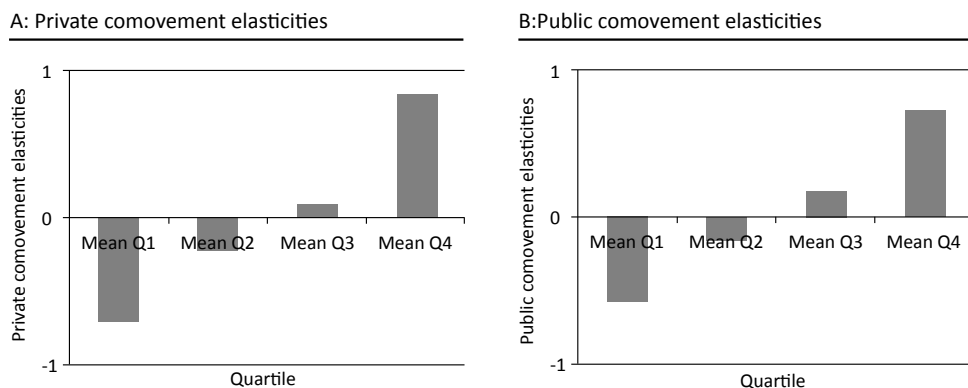 A: Private comovement elasticities
Private comovement elasticities
1
0
-1
Mean Q1 Mean Q2 Mean Q3 Mean Q4
Quartile
B:Public comovement elasticities
Public comovement elasticities
1
0
-1
Mean Q1 Mean Q2 Mean Q3 Mean Q4
Quartile